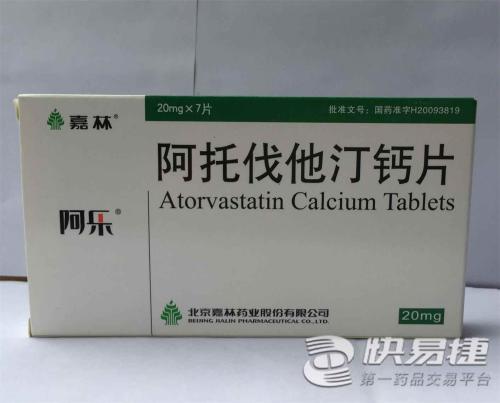 20mg×7片
批准文号：国药准字H20093819
嘉林®
阿托伐他汀钙片
Atorvastatin Calcium Tablets
阿乐®
北京嘉林药业股份有限公司
BEIJING JIALIN PHARMACEUTICAL CO.,LTD.
20mg
快易捷
第一药品交易平台